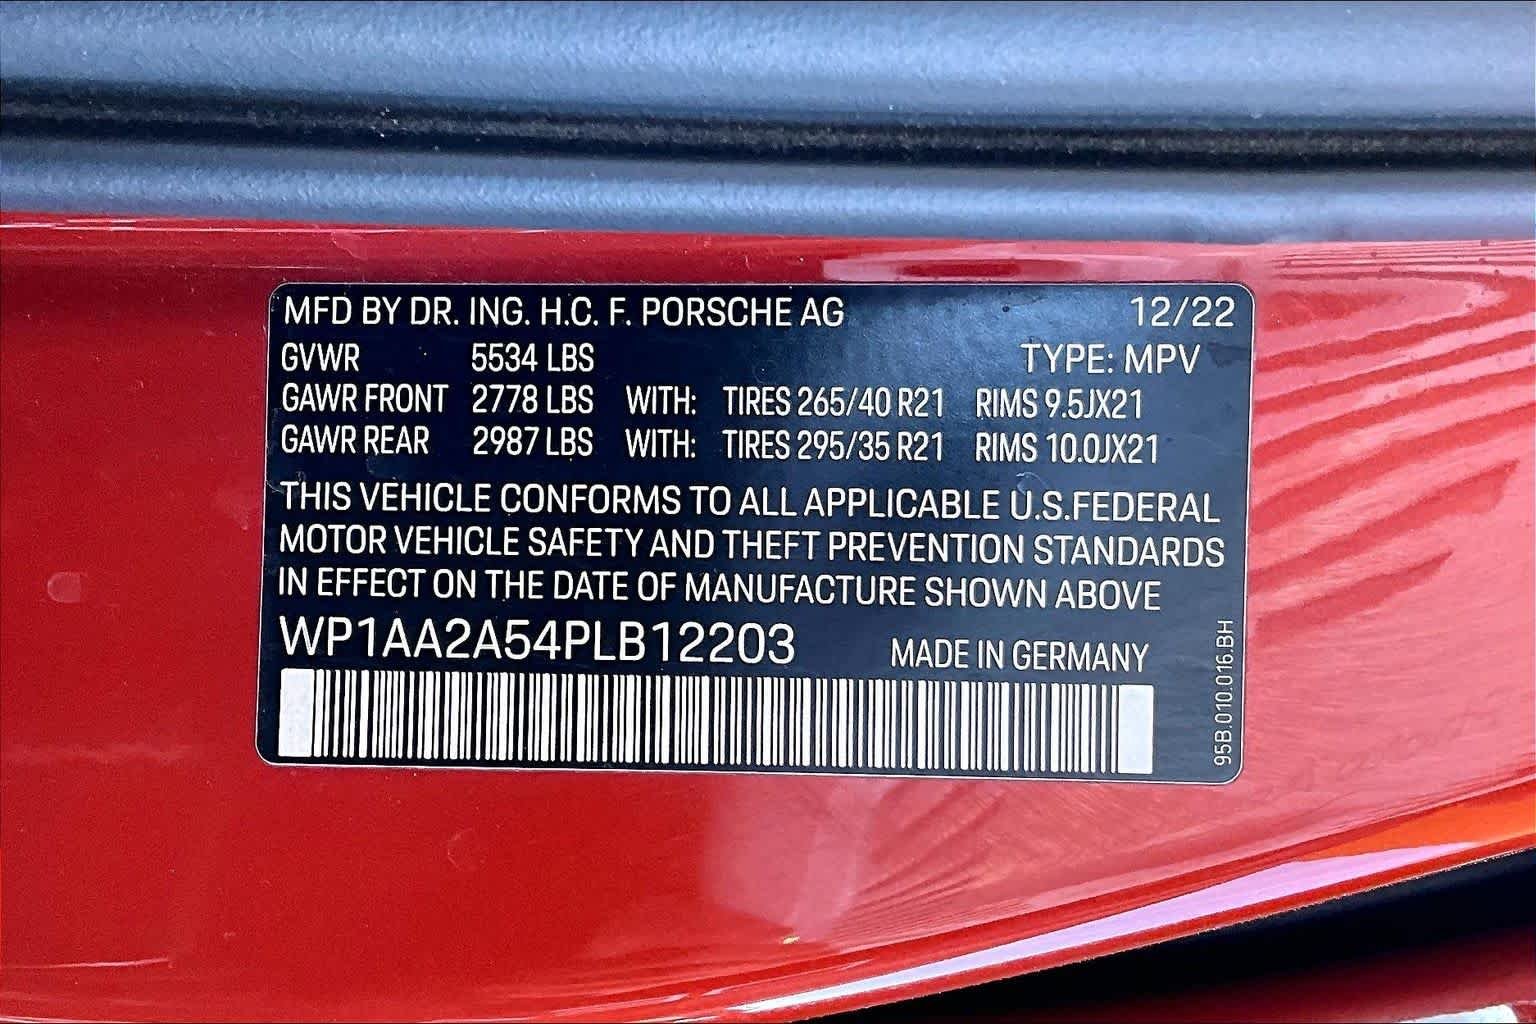 MFD BY DR. ING. H.C. F. PORSCHE AG 12/22
GVWR 5534 LBS TYPE: MPV
GAWR FRONT 2778 LBS WITH: TIRES 265/40 R21 RIMS 9.5JX21
GAWR REAR 2987 LBS WITH: TIRES 295/35 R21 RIMS 10.0JX21
THIS VEHICLE CONFORMS TO ALL APPLICABLE U.S.FEDERAL
MOTOR VEHICLE SAFETY AND THEFT PREVENTION STANDARDS
IN EFFECT ON THE DATE OF MANUFACTURE SHOWN ABOVE
WP1AA2A54PLB12203 MADE IN GERMANY
95B.010.016.BH